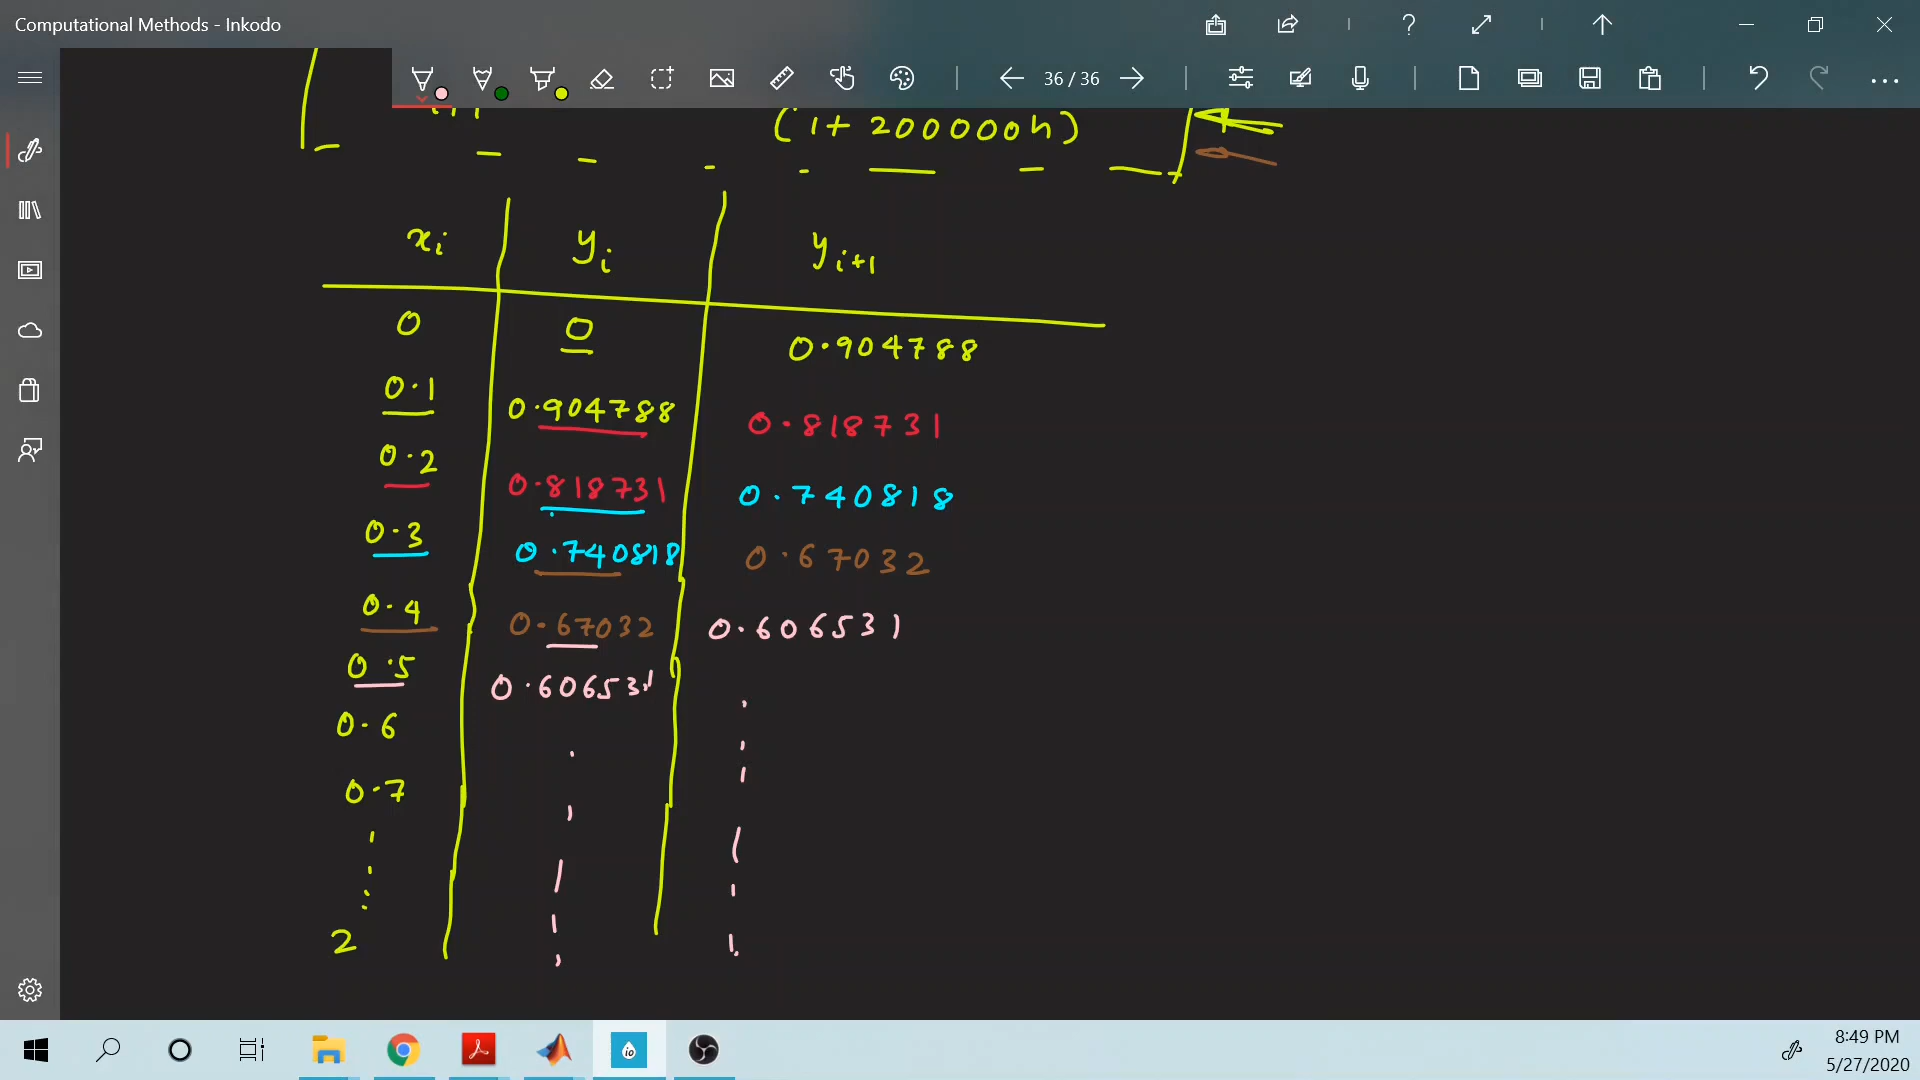 Computational Methods - Inkodo
36 / 36
i+1
(1+ 200000h)
xi yi yi+1
0 0 0.904788
0.1 0.904788 0.818731
0.2 0.818731 0.740818
0.3 0.740818 0.67032
0.4 0.67032 0.606531
0.5 0.606531
0.6
0.7
2
io
8:49 PM
5/27/2020